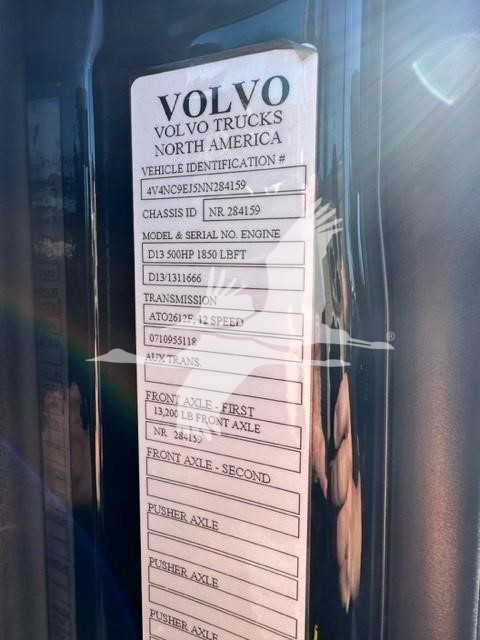 VOLVO
VOLVO TRUCKS
NORTH AMERICA
VEHICLE IDENTIFICATION #
4V4NC9EJ5NN284159
CHASSIS ID NR 284159
MODEL & SERIAL NO. ENGINE
D13 500HP 1850 LBFT
D13/1311666
TRANSMISSION
ATO2612F, 12 SPEED
0710955118
AUX TRANS.
FRONT AXLE - FIRST
13,200 LB FRONT AXLE
NR 284159
FRONT AXLE - SECOND
PUSHER AXLE
PUSHER AXLE
PUSHER AXLE